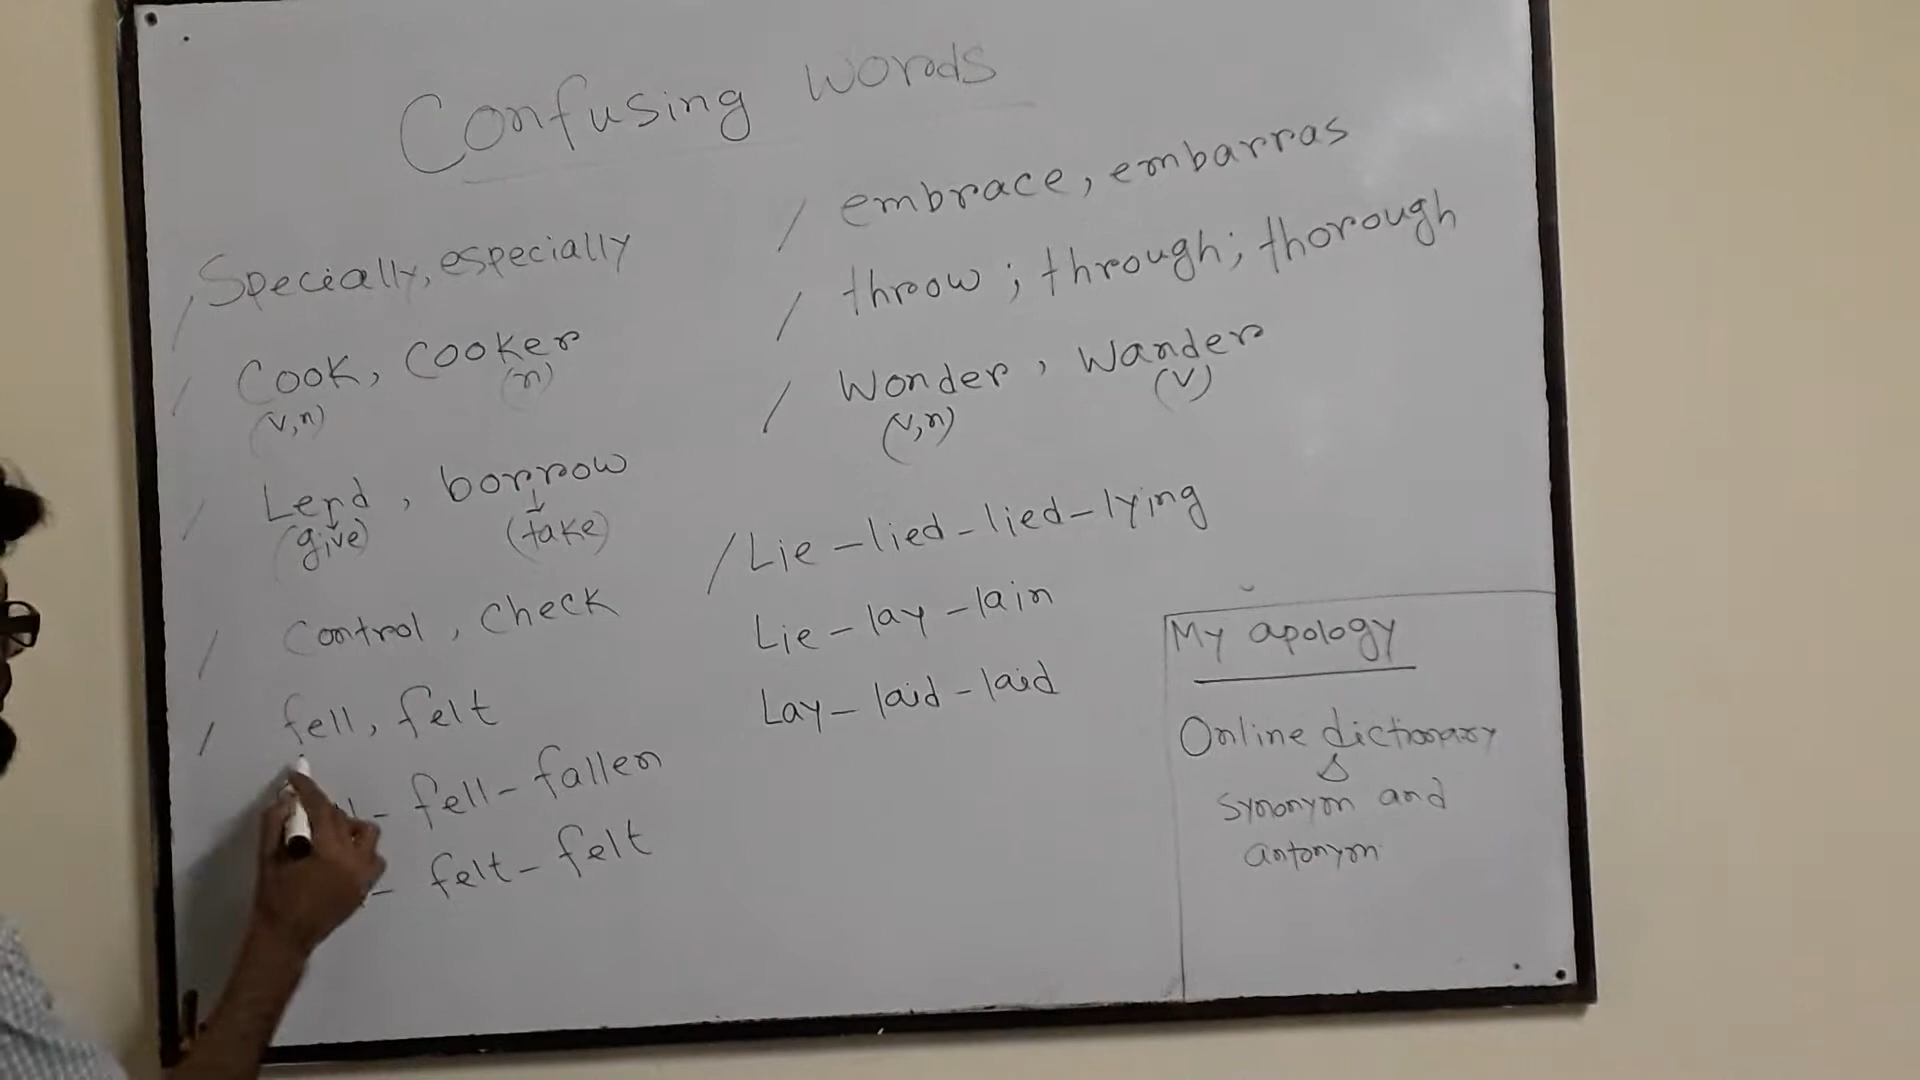 Confusing words
Specially, especially
Cook, Cooker
(v,n) (n)
Lend, borrow
(give) (take)
Control, Check
fell, felt
- fell - fallen
- felt - felt
embrace, embarras
throw; through; thorough
Wonder, Wander
(v,n) (v)
Lie - lied - lied - lying
Lie - lay - lain
Lay - laid - laid
My apology
Online dictionary
Synonym and
antonym